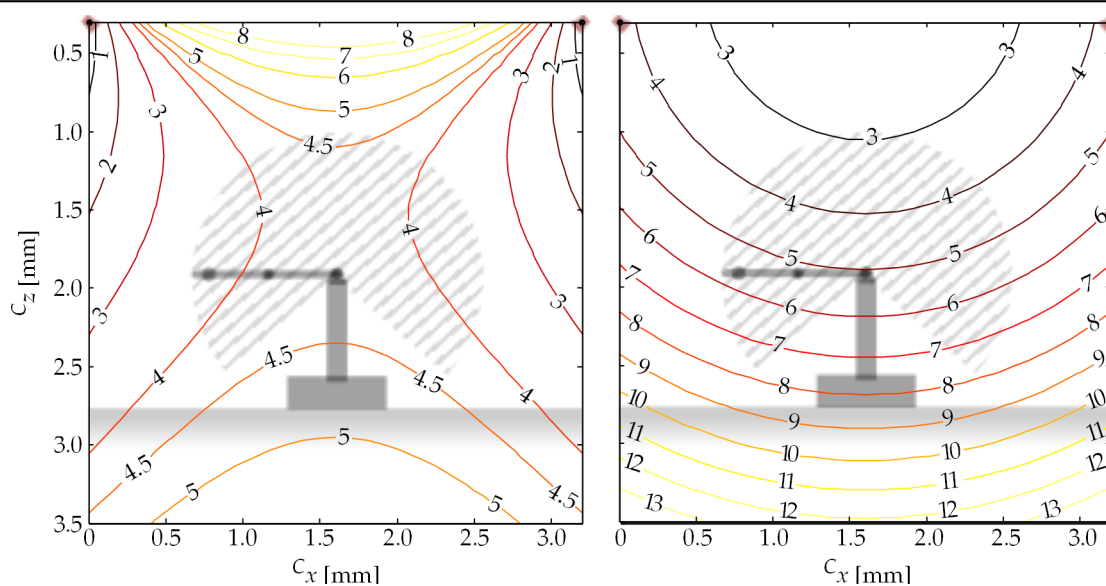 8 8 3 3
0.5 1 5 7 3 2 1 4 4
6
5
1.0 3 4.5 3
5 5
2 4 4
1.5 4 4 6 6
5 5
C_z [mm] 7 7
2.0 3 3 6 6
8 8
4.5 7 7
2.5 4 4.5 4 9 8 8 9
10 9 9 10
3.0 5 11 10 10 11
4.5 11 11
5 5 4.5 12 12
13 12 12 13
3.5
0 0.5 1.0 1.5 2.0 2.5 3.0 0 0.5 1.0 1.5 2.0 2.5 3.0
C_x [mm] C_x [mm]